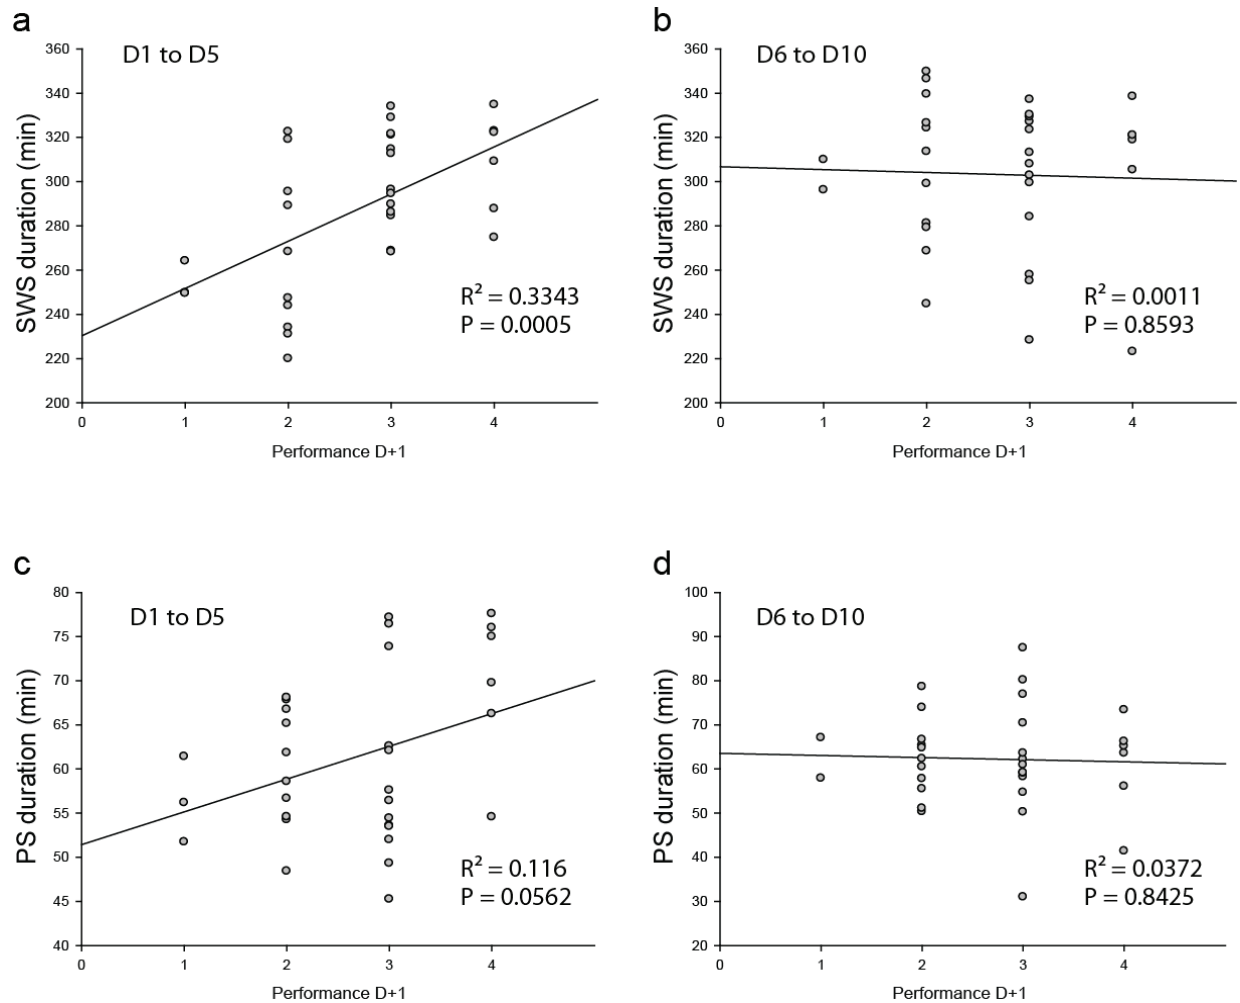 a
D1 to D5
SWS duration (min)
360
340
320
300
280
260
240
220
200
R² = 0.3343
P = 0.0005
0 1 2 3 4
Performance D+1
b
D6 to D10
SWS duration (min)
360
340
320
300
280
260
240
220
200
R² = 0.0011
P = 0.8593
0 1 2 3 4
Performance D+1
c
D1 to D5
PS duration (min)
80
75
70
65
60
55
50
45
40
R² = 0.116
P = 0.0562
0 1 2 3 4
Performance D+1
d
D6 to D10
PS duration (min)
100
90
80
70
60
50
40
30
20
R² = 0.0372
P = 0.8425
0 1 2 3 4
Performance D+1